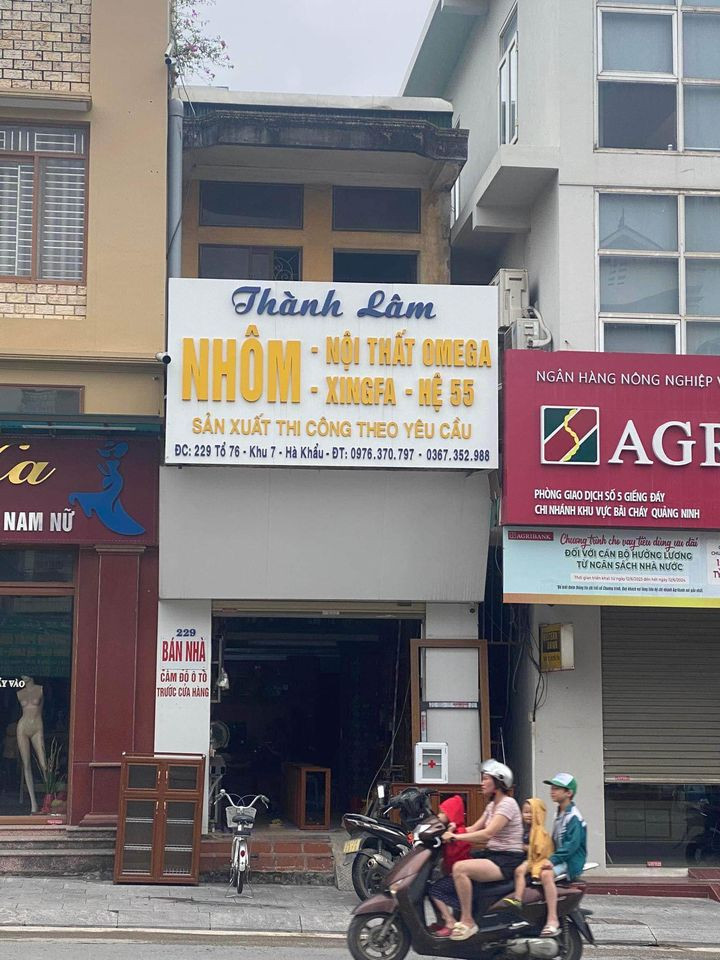 Thành Lâm
NHÔM
- NỘI THẤT OMEGA
- XINGFA - HỆ 55
SẢN XUẤT THI CÔNG THEO YÊU CẦU
ĐC: 229 Tổ 76 - Khu 7 - Hà Khẩu - ĐT: 0976.370.797 - 0367.352.988
NAM NỮ
229
BÁN NHÀ
CẤM ĐỖ Ô TÔ
TRƯỚC CỬA HÀNG
NGÂN HÀNG NÔNG NGHIỆP
AGR
PHÒNG GIAO DỊCH SỐ 5 GIẾNG ĐÁY
CHI NHÁNH KHU VỰC BÃI CHÁY QUẢNG NINH
AGRIBANK
Chương trình cho vay tiêu dùng ưu đãi
ĐỐI VỚI CÁN BỘ HƯỞNG LƯƠNG
TỪ NGÂN SÁCH NHÀ NƯỚC